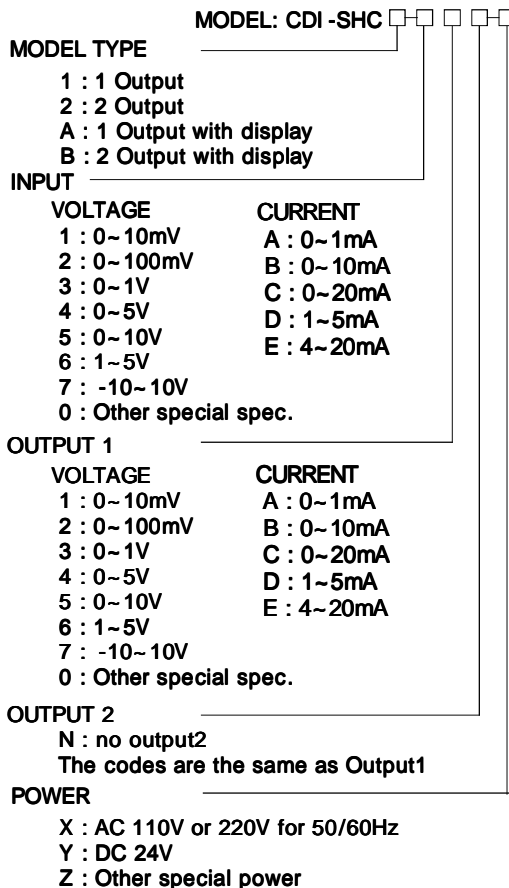 MODEL: CDI -SHC
MODEL TYPE
1 : 1 Output
2 : 2 Output
A : 1 Output with display
B : 2 Output with display
INPUT
VOLTAGE
1 : 0~10mV
2 : 0~100mV
3 : 0~1V
4 : 0~5V
5 : 0~10V
6 : 1~5V
7 : -10~10V
0 : Other special spec.
CURRENT
A : 0~1mA
B : 0~10mA
C : 0~20mA
D : 1~5mA
E : 4~20mA
OUTPUT 1
VOLTAGE
1 : 0~10mV
2 : 0~100mV
3 : 0~1V
4 : 0~5V
5 : 0~10V
6 : 1~5V
7 : -10~10V
0 : Other special spec.
CURRENT
A : 0~1mA
B : 0~10mA
C : 0~20mA
D : 1~5mA
E : 4~20mA
OUTPUT 2
N : no output2
The codes are the same as Output1
POWER
X : AC 110V or 220V for 50/60Hz
Y : DC 24V
Z : Other special power